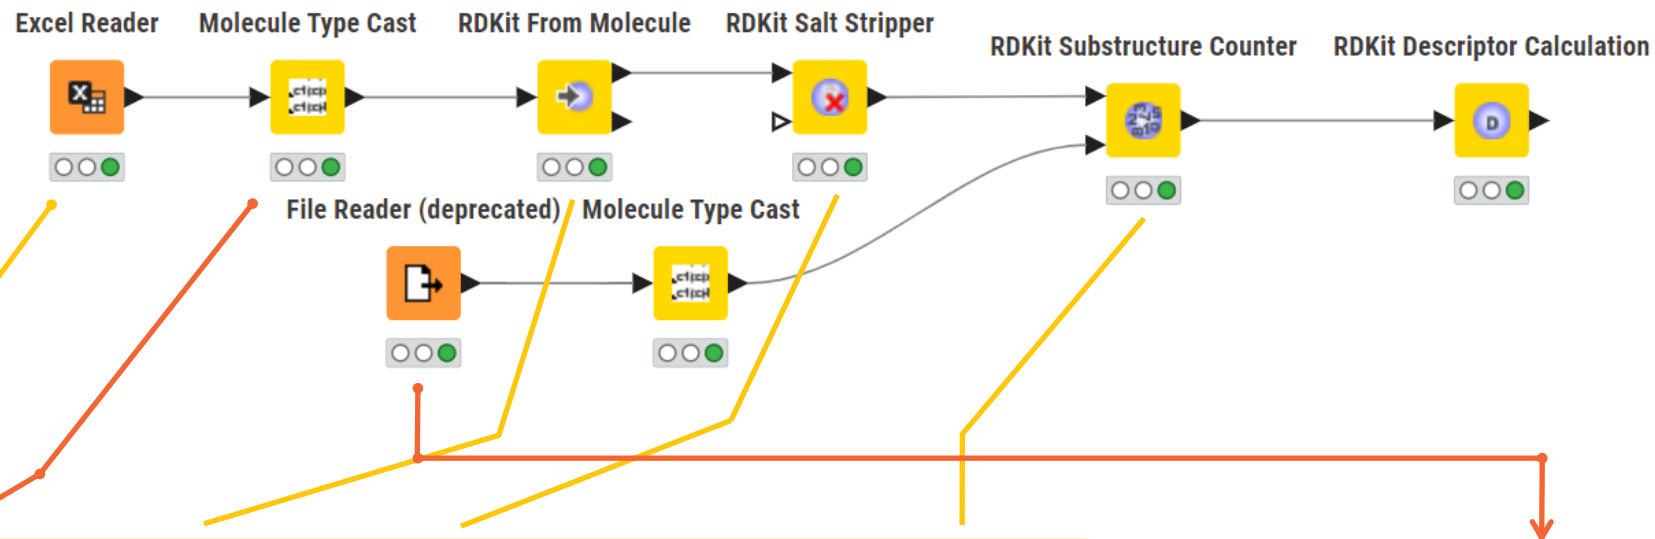 Excel Reader
Molecule Type Cast
RDKit From Molecule
RDKit Salt Stripper
RDKit Substructure Counter
RDKit Descriptor Calculation
File Reader (deprecated)
Molecule Type Cast
X
D